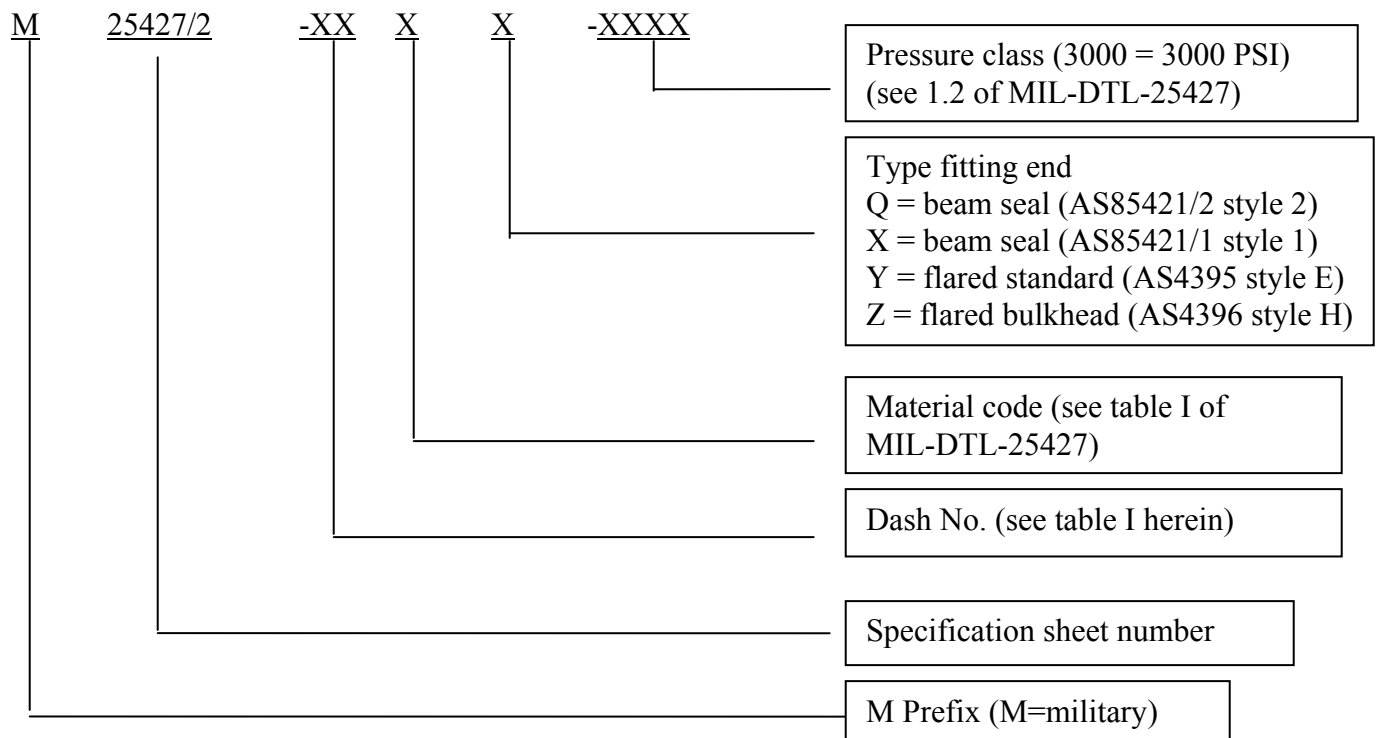 M 25427/2 -XX X X -XXXX
Pressure class (3000 = 3000 PSI)
(see 1.2 of MIL-DTL-25427)
Type fitting end
Q = beam seal (AS85421/2 style 2)
X = beam seal (AS85421/1 style 1)
Y = flared standard (AS4395 style E)
Z = flared bulkhead (AS4396 style H)
Material code (see table I of
MIL-DTL-25427)
Dash No. (see table I herein)
Specification sheet number
M Prefix (M=military)